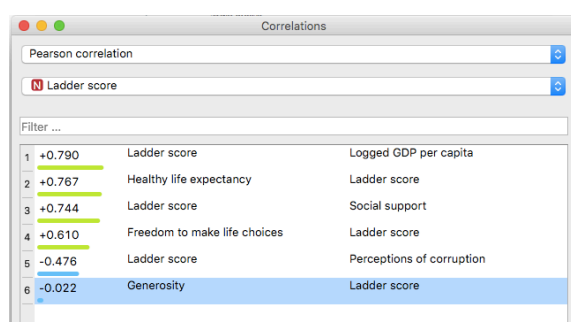 Correlations
Pearson correlation
N Ladder score
Filter ...
1 +0.790 Ladder score Logged GDP per capita
2 +0.767 Healthy life expectancy Ladder score
3 +0.744 Ladder score Social support
4 +0.610 Freedom to make life choices Ladder score
5 -0.476 Ladder score Perceptions of corruption
6 -0.022 Generosity Ladder score